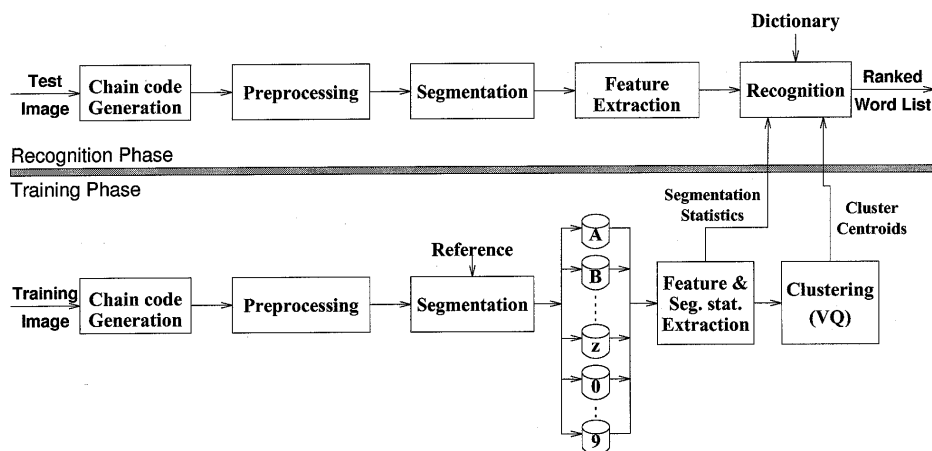 Dictionary
Test
Image
Chain code
Generation
Preprocessing
Segmentation
Feature
Extraction
Recognition
Ranked
Word List
Recognition Phase
Training Phase
Segmentation
Statistics
Cluster
Centroids
Reference
Training
Image
Chain code
Generation
Preprocessing
Segmentation
A
B
z
0
9
Feature &
Seg. stat.
Extraction
Clustering
(VQ)